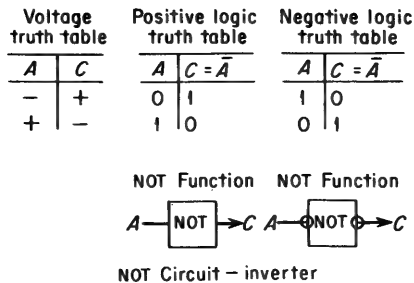 Voltage Positive logic Negative logic
truth table truth table truth table
A C A C = Ā A C = Ā
− + 0 1 1 0
+ − 1 0 0 1
NOT Function NOT Function
A NOT C A NOT C
NOT Circuit – inverter